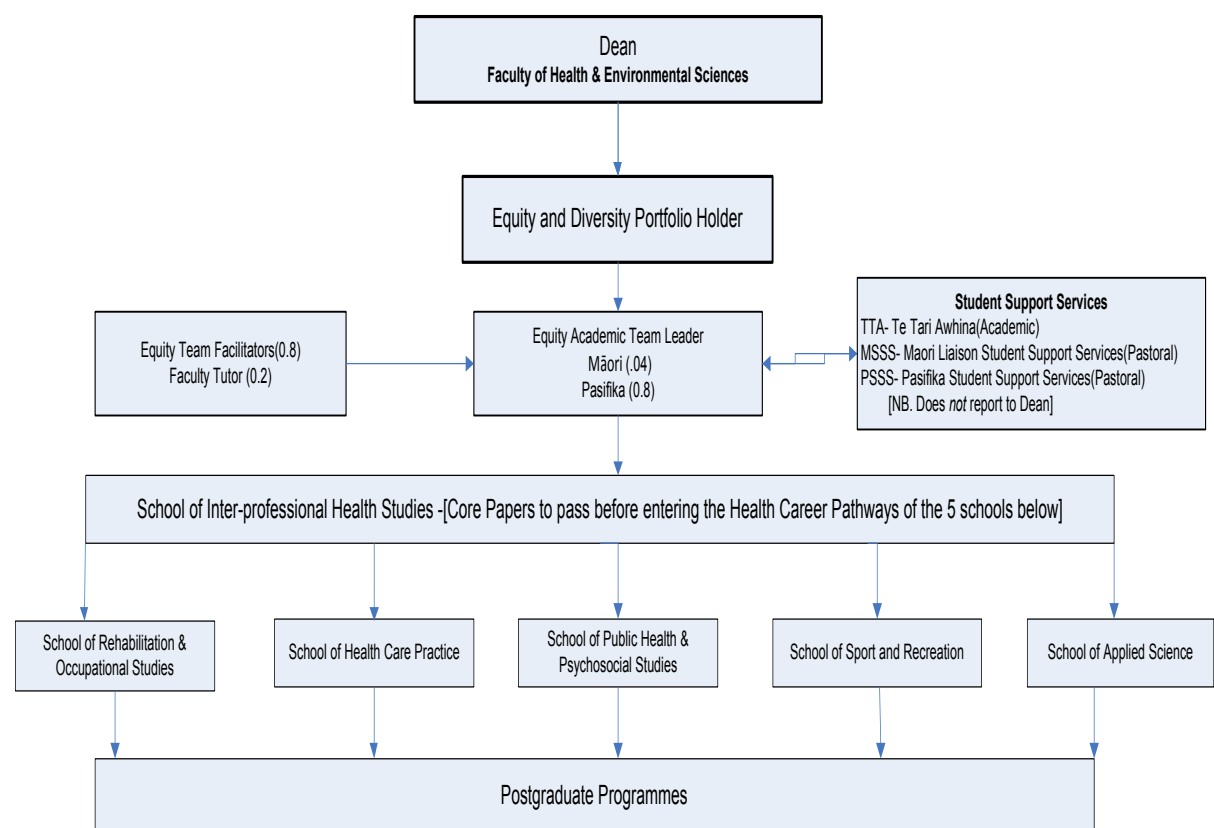 Dean
Faculty of Health & Environmental Sciences
Equity and Diversity Portfolio Holder
Equity Team Facilitators(0.8)
Faculty Tutor (0.2)
Equity Academic Team Leader
Māori (.04)
Pasifika (0.8)
Student Support Services
TTA- Te Tari Awhina(Academic)
MSSS- Maori Liaison Student Support Services(Pastoral)
PSSS- Pasifika Student Support Services(Pastoral)
[NB. Does not report to Dean]
School of Inter-professional Health Studies -[Core Papers to pass before entering the Health Career Pathways of the 5 schools below]
School of Rehabilitation &
Occupational Studies
School of Health Care Practice
School of Public Health &
Psychosocial Studies
School of Sport and Recreation
School of Applied Science
Postgraduate Programmes